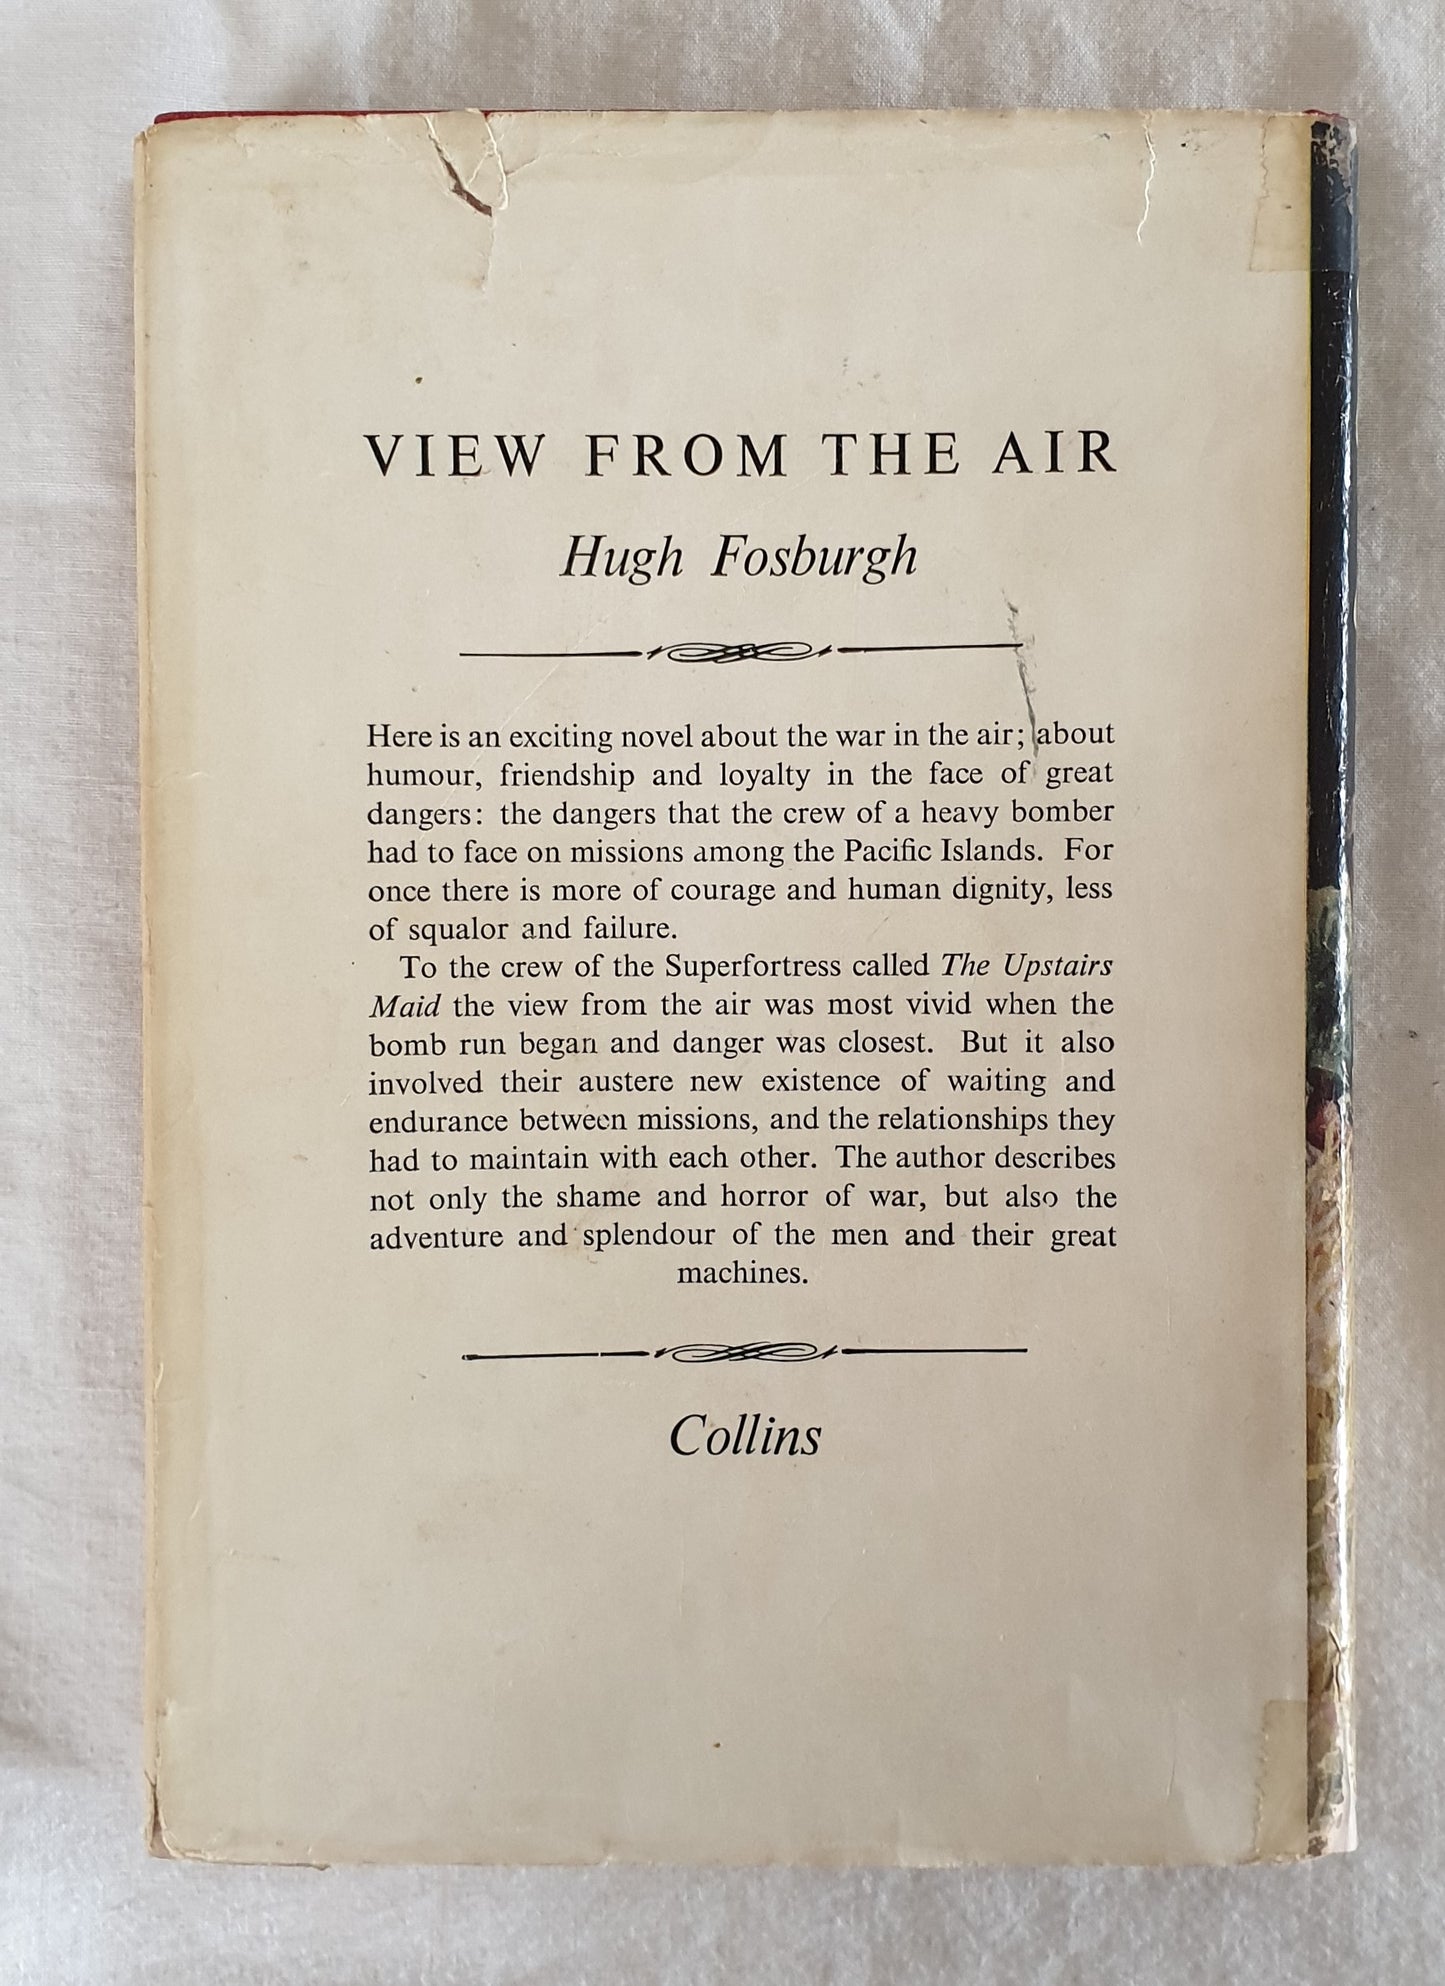 VIEW FROM THE AIR
Hugh Fosburgh
Here is an exciting novel about the war in the air; about
humour, friendship and loyalty in the face of great
dangers: the dangers that the crew of a heavy bomber
had to face on missions among the Pacific Islands. For
once there is more of courage and human dignity, less
of squalor and failure.
To the crew of the Superfortress called The Upstairs
Maid the view from the air was most vivid when the
bomb run began and danger was closest. But it also
involved their austere new existence of waiting and
endurance between missions, and the relationships they
had to maintain with each other. The author describes
not only the shame and horror of war, but also the
adventure and splendour of the men and their great
machines.
Collins